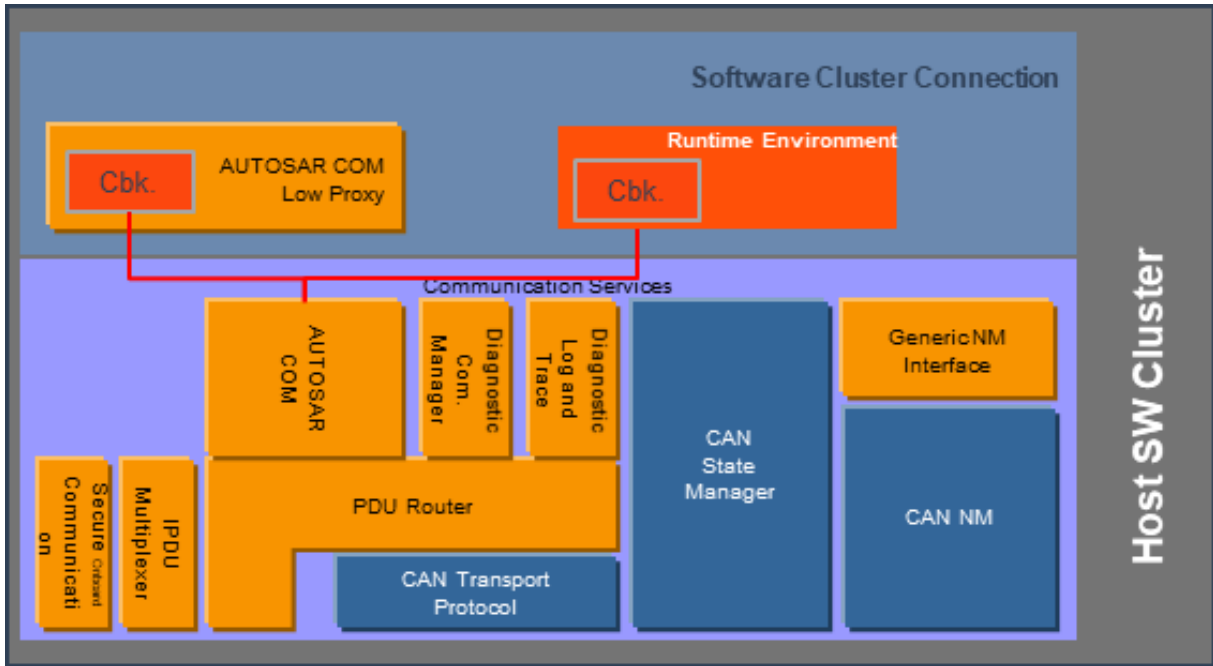 Software Cluster Connection
Cbk.
AUTOSAR COM
Low Proxy
Runtime Environment
Cbk.
Communication Services
AUTOSAR
COM
Diagnostic
Com.
Manager
Diagnostic
Log and
Trace
CAN
State
Manager
GenericNM
Interface
CAN NM
Secure Onboard
Communicati
on
IPDU
Multiplexer
PDU Router
CAN Transport
Protocol
Host SW Cluster